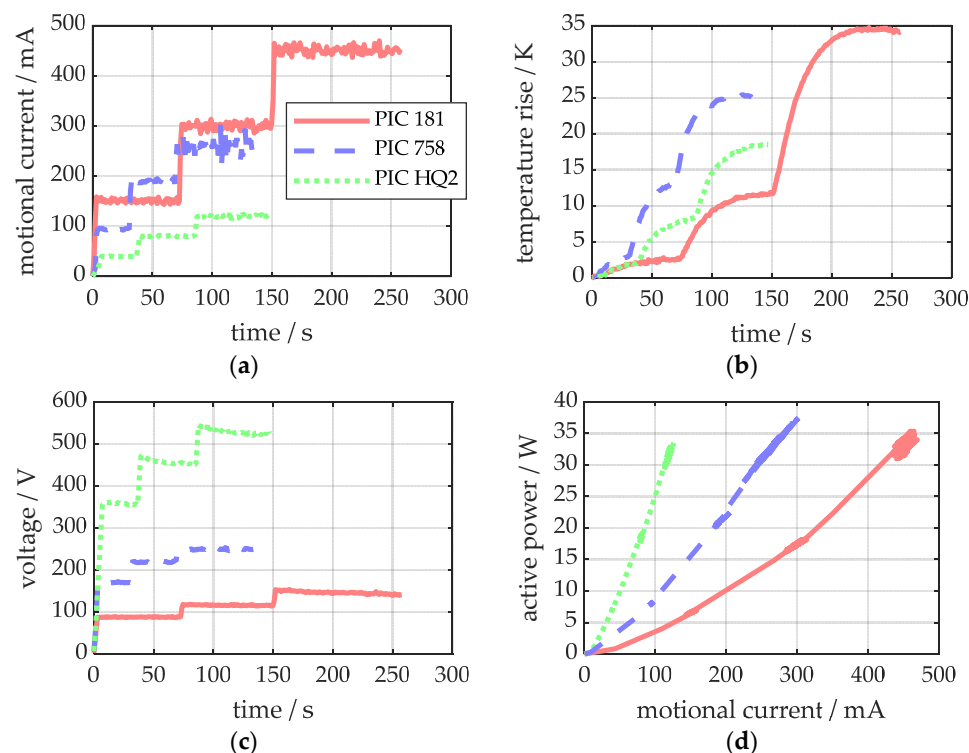 500
400
300
200
100
0
motional current / mA
PIC 181
PIC 758
PIC HQ2
0 50 100 150 200 250 300
time / s
(a)
35
30
25
20
15
10
5
0
temperature rise / K
0 50 100 150 200 250 300
time / s
(b)
600
500
400
300
200
100
0
voltage / V
0 50 100 150 200 250 300
time / s
(c)
40
35
30
25
20
15
10
5
0
active power / W
0 100 200 300 400 500
motional current / mA
(d)